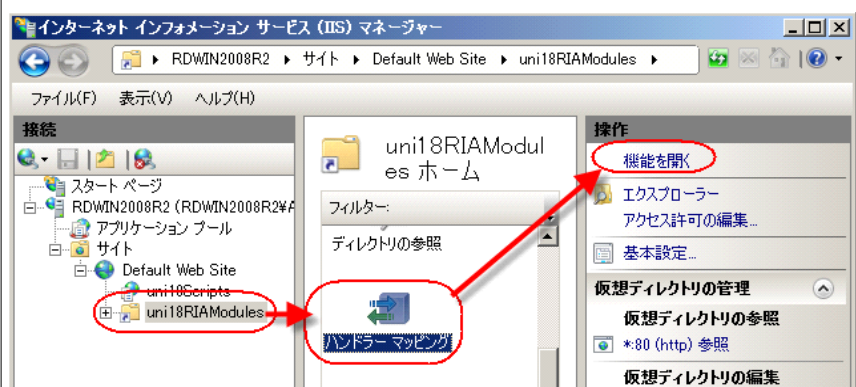 インターネット インフォメーション サービス (IIS) マネージャー
RDWIN2008R2 サイト Default Web Site uni18RIAModules
ファイル(F) 表示(V) ヘルプ(H)
接続
スタート ページ
RDWIN2008R2 (RDWIN2008R2¥A
アプリケーション プール
サイト
Default Web Site
uni18Scripts
uni18RIAModules
uni18RIAModul
es ホーム
フィルター:
ディレクトリの参照
ハンドラー マッピング
操作
機能を開く
エクスプローラー
アクセス許可の編集...
基本設定...
仮想ディレクトリの管理
仮想ディレクトリの参照
*:80 (http) 参照
仮想ディレクトリの編集